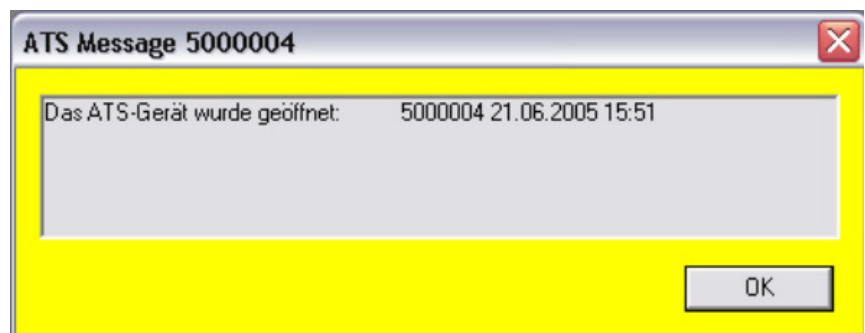 ATS Message 5000004
Das ATS-Gerät wurde geöffnet: 5000004 21.06.2005 15:51
OK